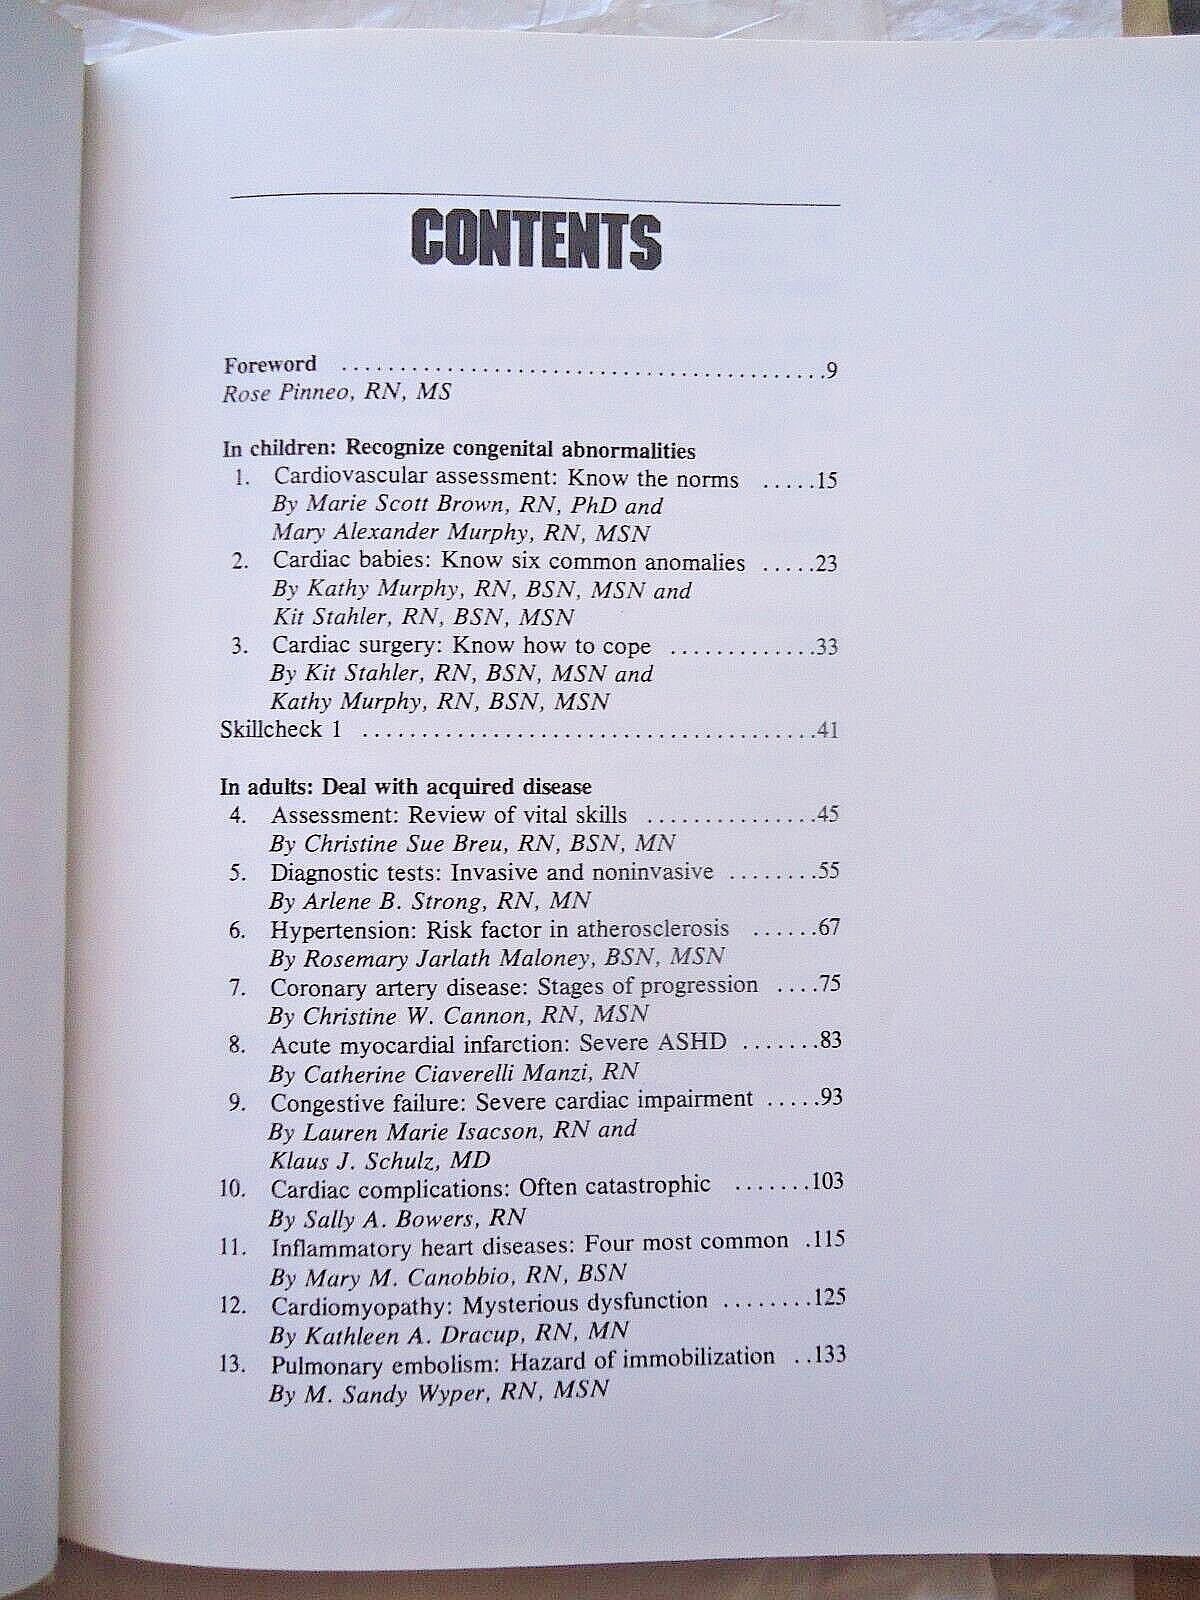 CONTENTS
Foreword ..........................................9
Rose Pinneo, RN, MS
In children: Recognize congenital abnormalities
1. Cardiovascular assessment: Know the norms .....15
By Marie Scott Brown, RN, PhD and
Mary Alexander Murphy, RN, MSN
2. Cardiac babies: Know six common anomalies .....23
By Kathy Murphy, RN, BSN, MSN and
Kit Stahler, RN, BSN, MSN
3. Cardiac surgery: Know how to cope .............33
By Kit Stahler, RN, BSN, MSN and
Kathy Murphy, RN, BSN, MSN
Skillcheck 1 .......................................41
In adults: Deal with acquired disease
4. Assessment: Review of vital skills ...............45
By Christine Sue Breu, RN, BSN, MN
5. Diagnostic tests: Invasive and noninvasive ........55
By Arlene B. Strong, RN, MN
6. Hypertension: Risk factor in atherosclerosis ......67
By Rosemary Jarlath Maloney, BSN, MSN
7. Coronary artery disease: Stages of progression ....75
By Christine W. Cannon, RN, MSN
8. Acute myocardial infarction: Severe ASHD .......83
By Catherine Ciaverelli Manzi, RN
9. Congestive failure: Severe cardiac impairment .....93
By Lauren Marie Isacson, RN and
Klaus J. Schulz, MD
10. Cardiac complications: Often catastrophic .......103
By Sally A. Bowers, RN
11. Inflammatory heart diseases: Four most common .115
By Mary M. Canobbio, RN, BSN
12. Cardiomyopathy: Mysterious dysfunction ........125
By Kathleen A. Dracup, RN, MN
13. Pulmonary embolism: Hazard of immobilization ..133
By M. Sandy Wyper, RN, MSN